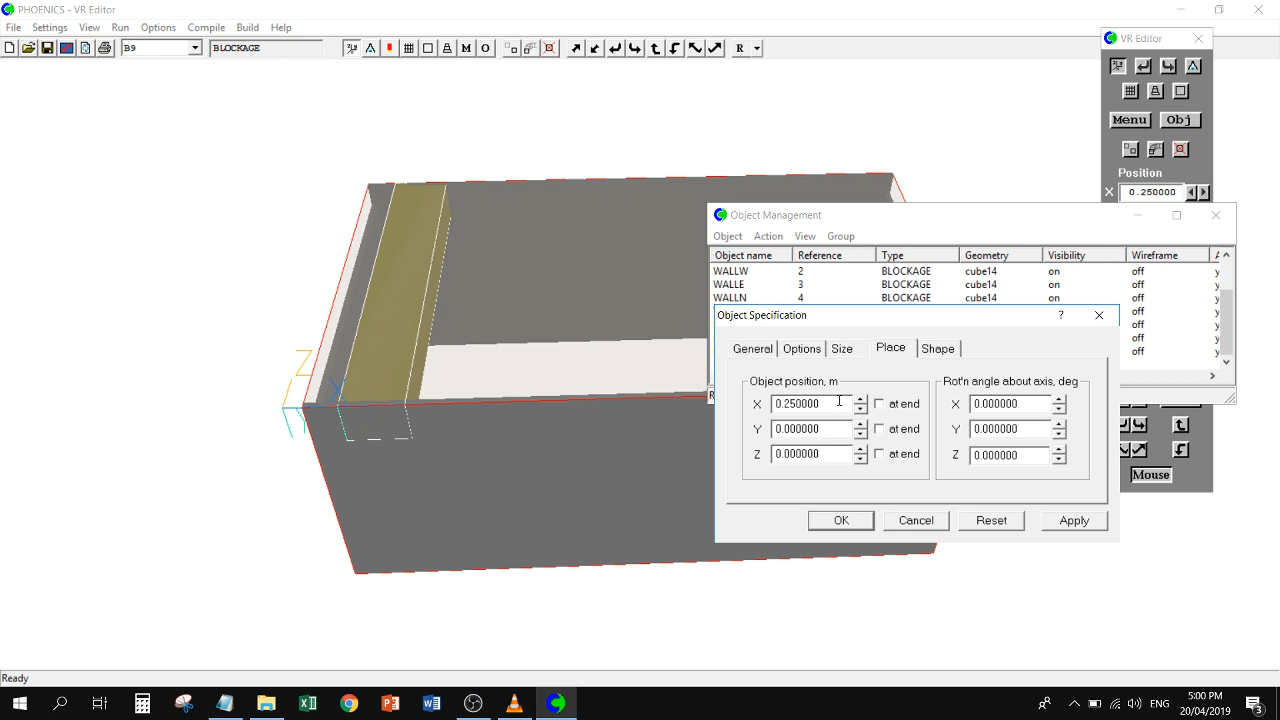 PHOENICS - VR Editor
File Settings View Run Options Compile Build Help
B9 BLOCKAGE M O R
VR Editor
Menu Obj
Position
X 0.250000
Object Management
Object Action View Group
Object name Reference Type Geometry Visibility Wireframe
WALLW 2 BLOCKAGE cube14 on off y
WALLE 3 BLOCKAGE cube14 on off y
WALLN 4 BLOCKAGE cube14 on off y
off y
off y
off y
off y
Object Specification ?
General Options Size Place Shape
Object position, m Rot'n angle about axis, deg
X 0.250000 at end X 0.000000
Y 0.000000 at end Y 0.000000
Z 0.000000 at end Z 0.000000
OK Cancel Reset Apply
Mouse
Z X Y
Ready
ENG 5:00 PM
20/04/2019 3